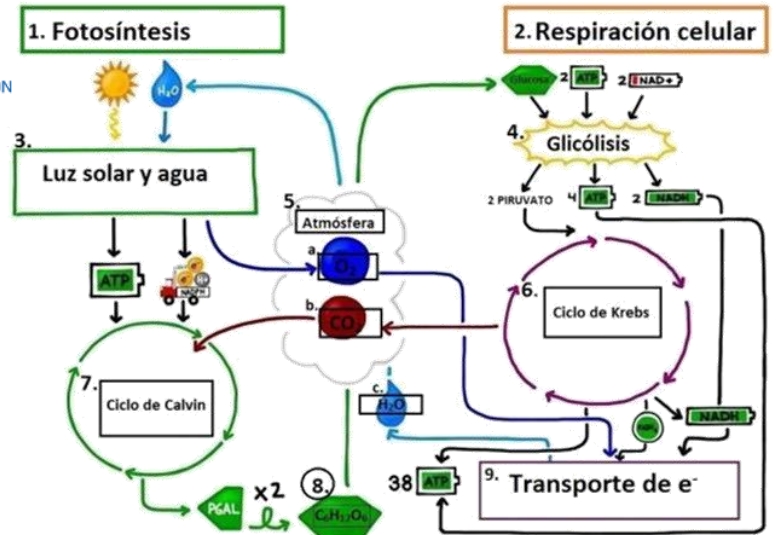 1. Fotosíntesis
2. Respiración celular
N
H₂O
Glucosa
2 ATP
2 NAD+
3.
Luz solar y agua
4. Glicólisis
2 PIRUVATO
4 ATP
2 NADH
5.
Atmósfera
a.
O₂
b.
CO₂
ATP
H+
NADPH
6.
Ciclo de Krebs
7.
Ciclo de Calvin
c.
H₂O
NADH
38 ATP
9. Transporte de e⁻
PGAL
x2
8.
C₆H₁₂O₆